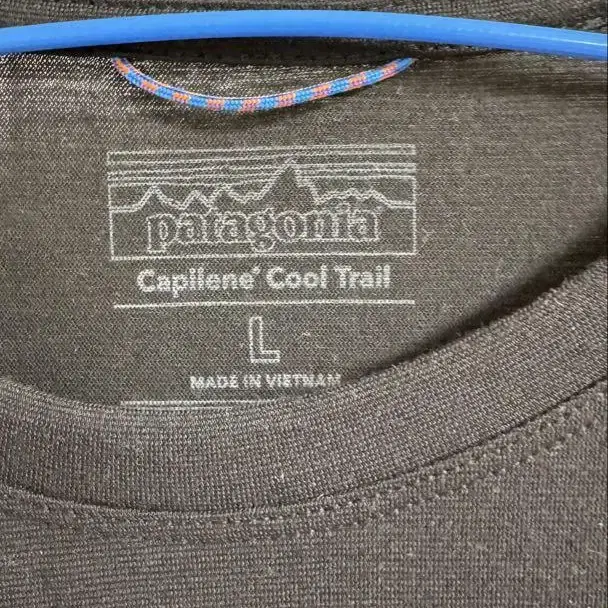 patagonia
Capilene® Cool Trail
L
MADE IN VIETNAM